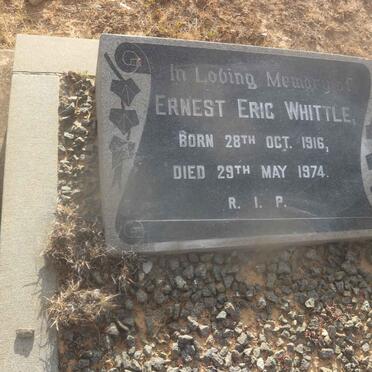 In Loving Memory of
ERNEST ERIC WHITTLE,
BORN 28TH OCT. 1916,
DIED 29TH MAY 1974.
R. I. P.